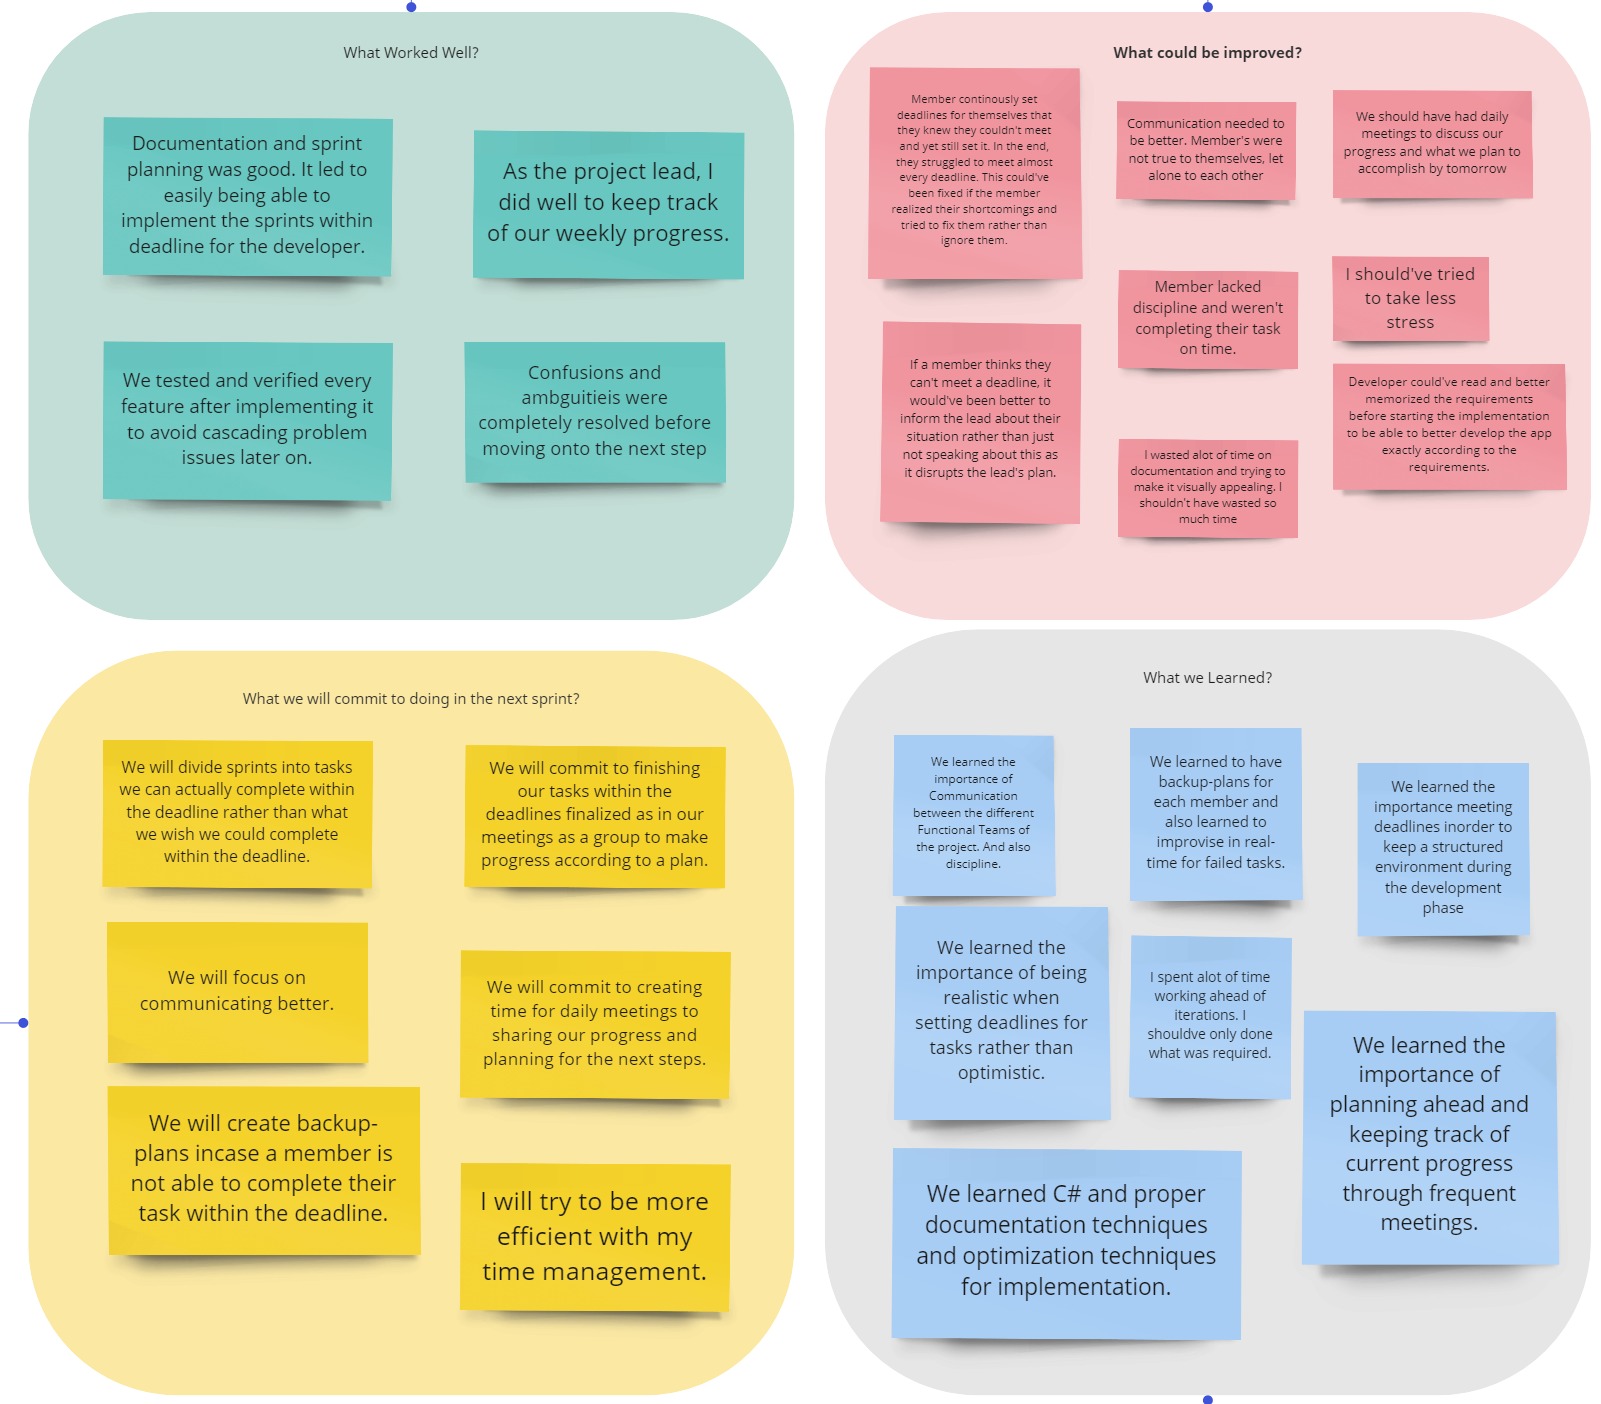 What Worked Well?
Documentation and sprint
planning was good. It led to
easily being able to
implement the sprints within
deadline for the developer.
As the project lead, I
did well to keep track
of our weekly progress.
We tested and verified every
feature after implementing it
to avoid cascading problem
issues later on.
Confusions and
ambguitieis were
completely resolved before
moving onto the next step
What could be improved?
Member continously set
deadlines for themselves that
they knew they couldn't meet
and yet still set it. In the end,
they struggled to meet almost
every deadline. This could've
been fixed if the member
realized their shortcomings and
tried to fix them rather than
ignore them.
Communication needed to
be better. Member's were
not true to themselves, let
alone to each other
We should have had daily
meetings to discuss our
progress and what we plan to
accomplish by tomorrow
Member lacked
discipline and weren't
completing their task
on time.
I should've tried
to take less
stress
If a member thinks they
can't meet a deadline, it
would've been better to
inform the lead about their
situation rather than just
not speaking about this as
it disrupts the lead's plan.
Developer could've read and better
memorized the requirements
before starting the implementation
to be able to better develop the app
exactly according to the
requirements.
I wasted alot of time on
documentation and trying to
make it visually appealing. I
shouldn't have wasted so
much time
What we will commit to doing in the next sprint?
We will divide sprints into tasks
we can actually complete within
the deadline rather than what
we wish we could complete
within the deadline.
We will commit to finishing
our tasks within the
deadlines finalized as in our
meetings as a group to make
progress according to a plan.
We will focus on
communicating better.
We will commit to creating
time for daily meetings to
sharing our progress and
planning for the next steps.
We will create backup-
plans incase a member is
not able to complete their
task within the deadline.
I will try to be more
efficient with my
time management.
What we Learned?
We learned the
importance of
Communication
between the different
Functional Teams of
the project. And also
discipline.
We learned to have
backup-plans for
each member and
also learned to
improvise in real-
time for failed tasks.
We learned the
importance meeting
deadlines inorder to
keep a structured
environment during
the development
phase
We learned the
importance of being
realistic when
setting deadlines for
tasks rather than
optimistic.
I spent alot of time
working ahead of
iterations. I
shouldve only done
what was required.
We learned the
importance of
planning ahead and
keeping track of
current progress
through frequent
meetings.
We learned C# and proper
documentation techniques
and optimization techniques
for implementation.